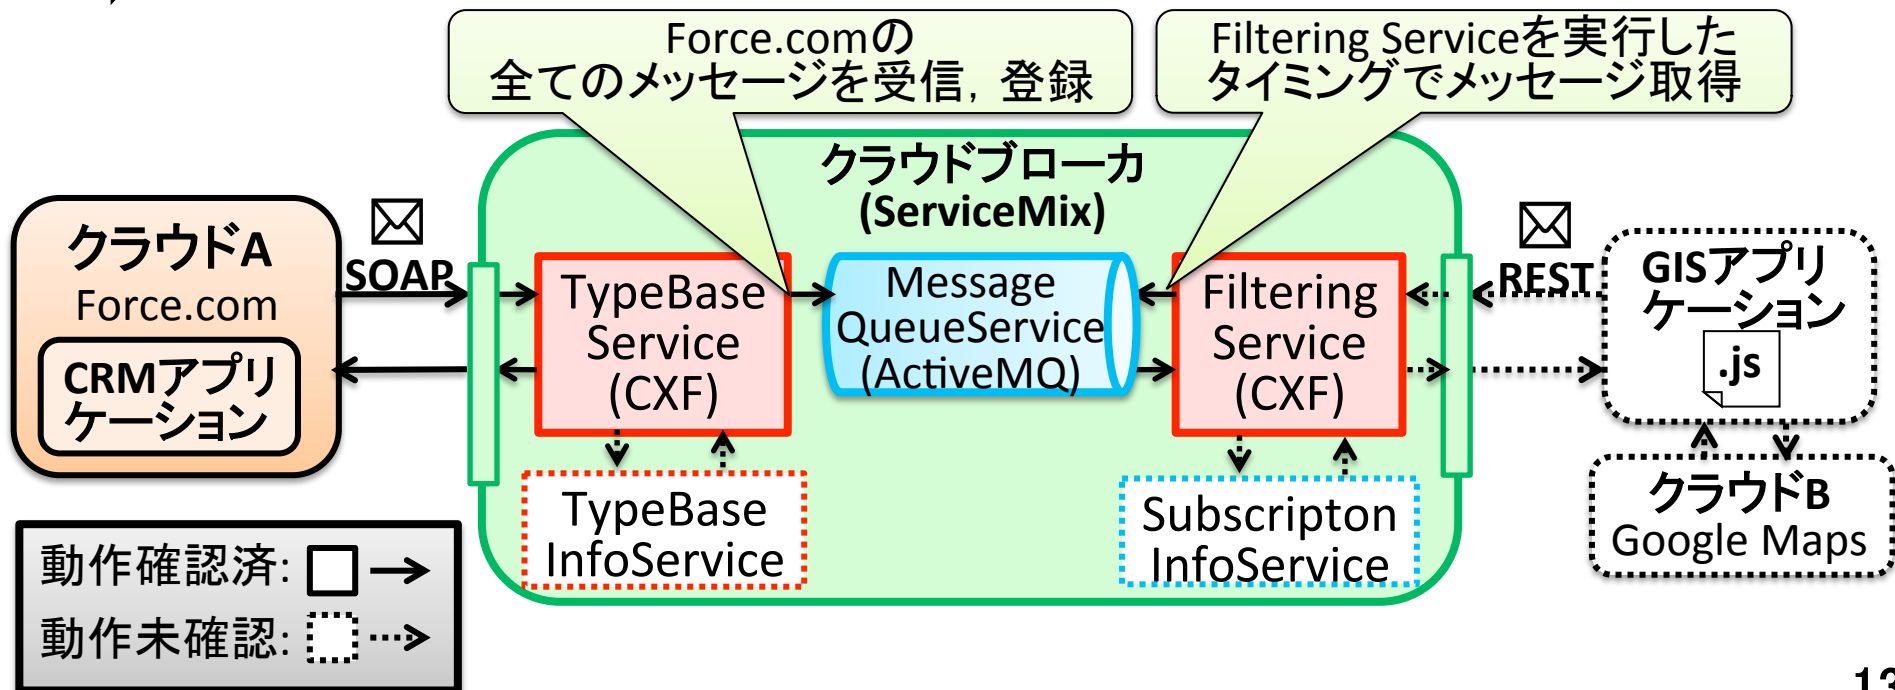 Force.comの
全てのメッセージを受信, 登録
Filtering Serviceを実行した
タイミングでメッセージ取得
クラウドブローカ
(ServiceMix)
クラウドA
Force.com
CRMアプリ
ケーション
SOAP
TypeBase
Service
(CXF)
Message
QueueService
(ActiveMQ)
Filtering
Service
(CXF)
REST
GISアプリ
ケーション
.js
TypeBase
InfoService
Subscripton
InfoService
クラウドB
Google Maps
動作確認済:
動作未確認:
13